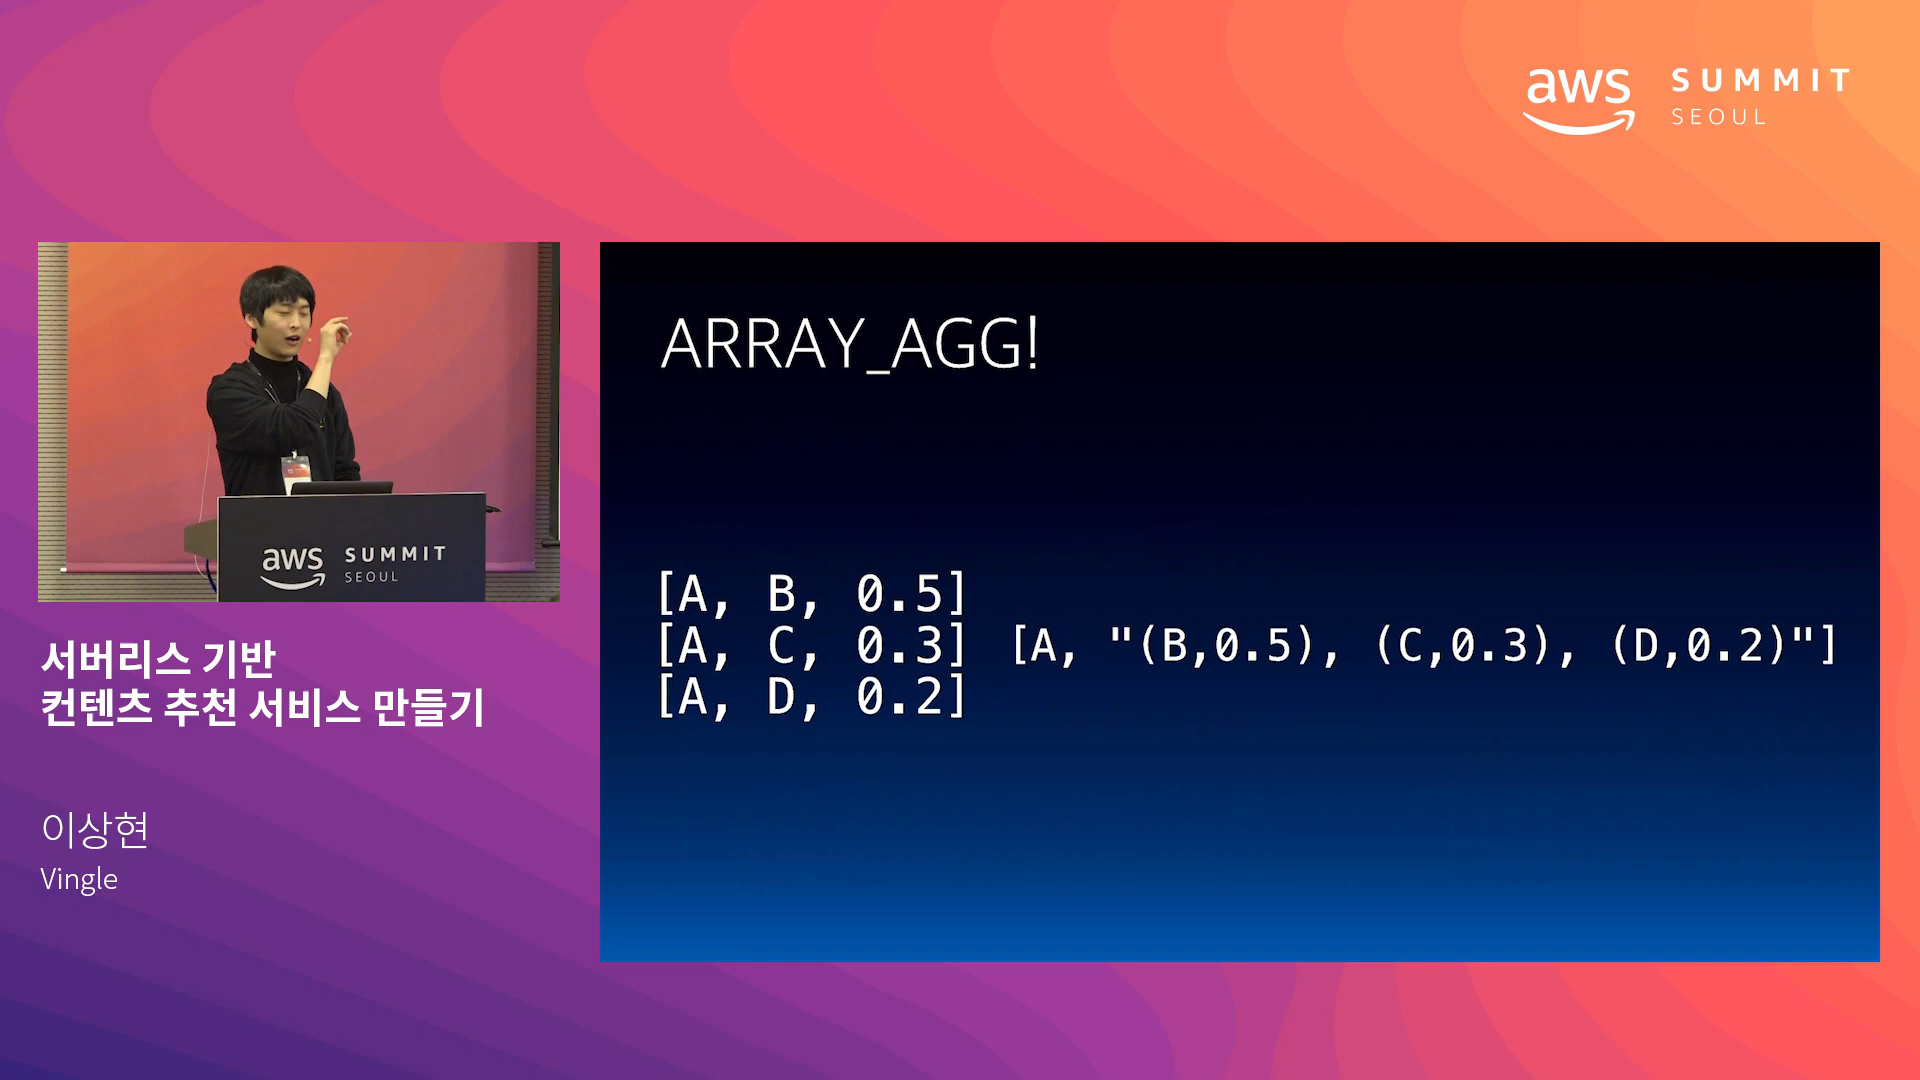 aws SUMMIT
SEOUL
ARRAY_AGG!
[A, B, 0.5]
[A, C, 0.3]
[A, D, 0.2]
[A, "(B,0.5), (C,0.3), (D,0.2)"]
aws SUMMIT
SEOUL
서버리스 기반
컨텐츠 추천 서비스 만들기
이상현
Vingle